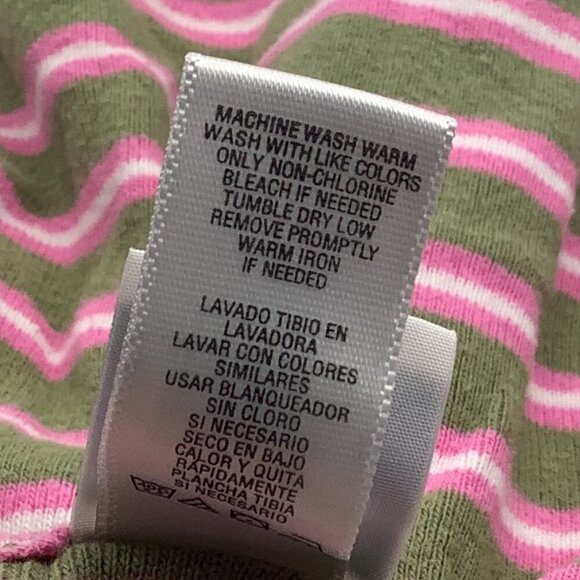 MACHINE WASH WARM
WASH WITH LIKE COLORS
ONLY NON-CHLORINE
BLEACH IF NEEDED
TUMBLE DRY LOW
REMOVE PROMPTLY
WARM IRON
IF NEEDED
LAVADO TIBIO EN
LAVADORA
LAVAR CON COLORES
SIMILARES
USAR BLANQUEADOR
SIN CLORO
SI NECESARIO
SECO EN BAJO
CALOR Y QUITA
RAPIDAMENTE
PLANCHA TIBIA
SI NECESARIO